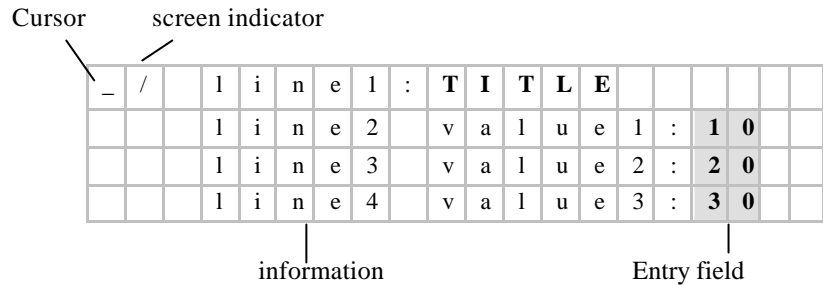 Cursor screen indicator
_ / line1:TITLE
line2 value1:10
line3 value2:20
line4 value3:30
information Entry field